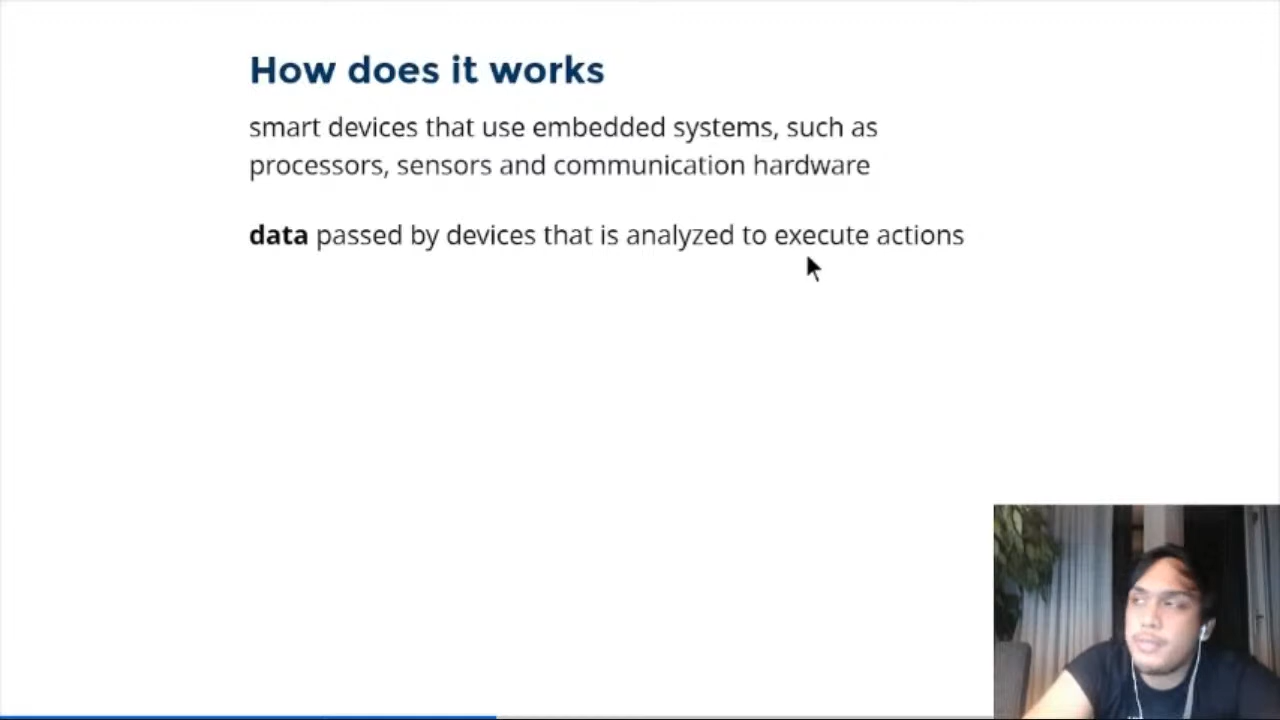 How does it works
smart devices that use embedded systems, such as
processors, sensors and communication hardware
data passed by devices that is analyzed to execute actions